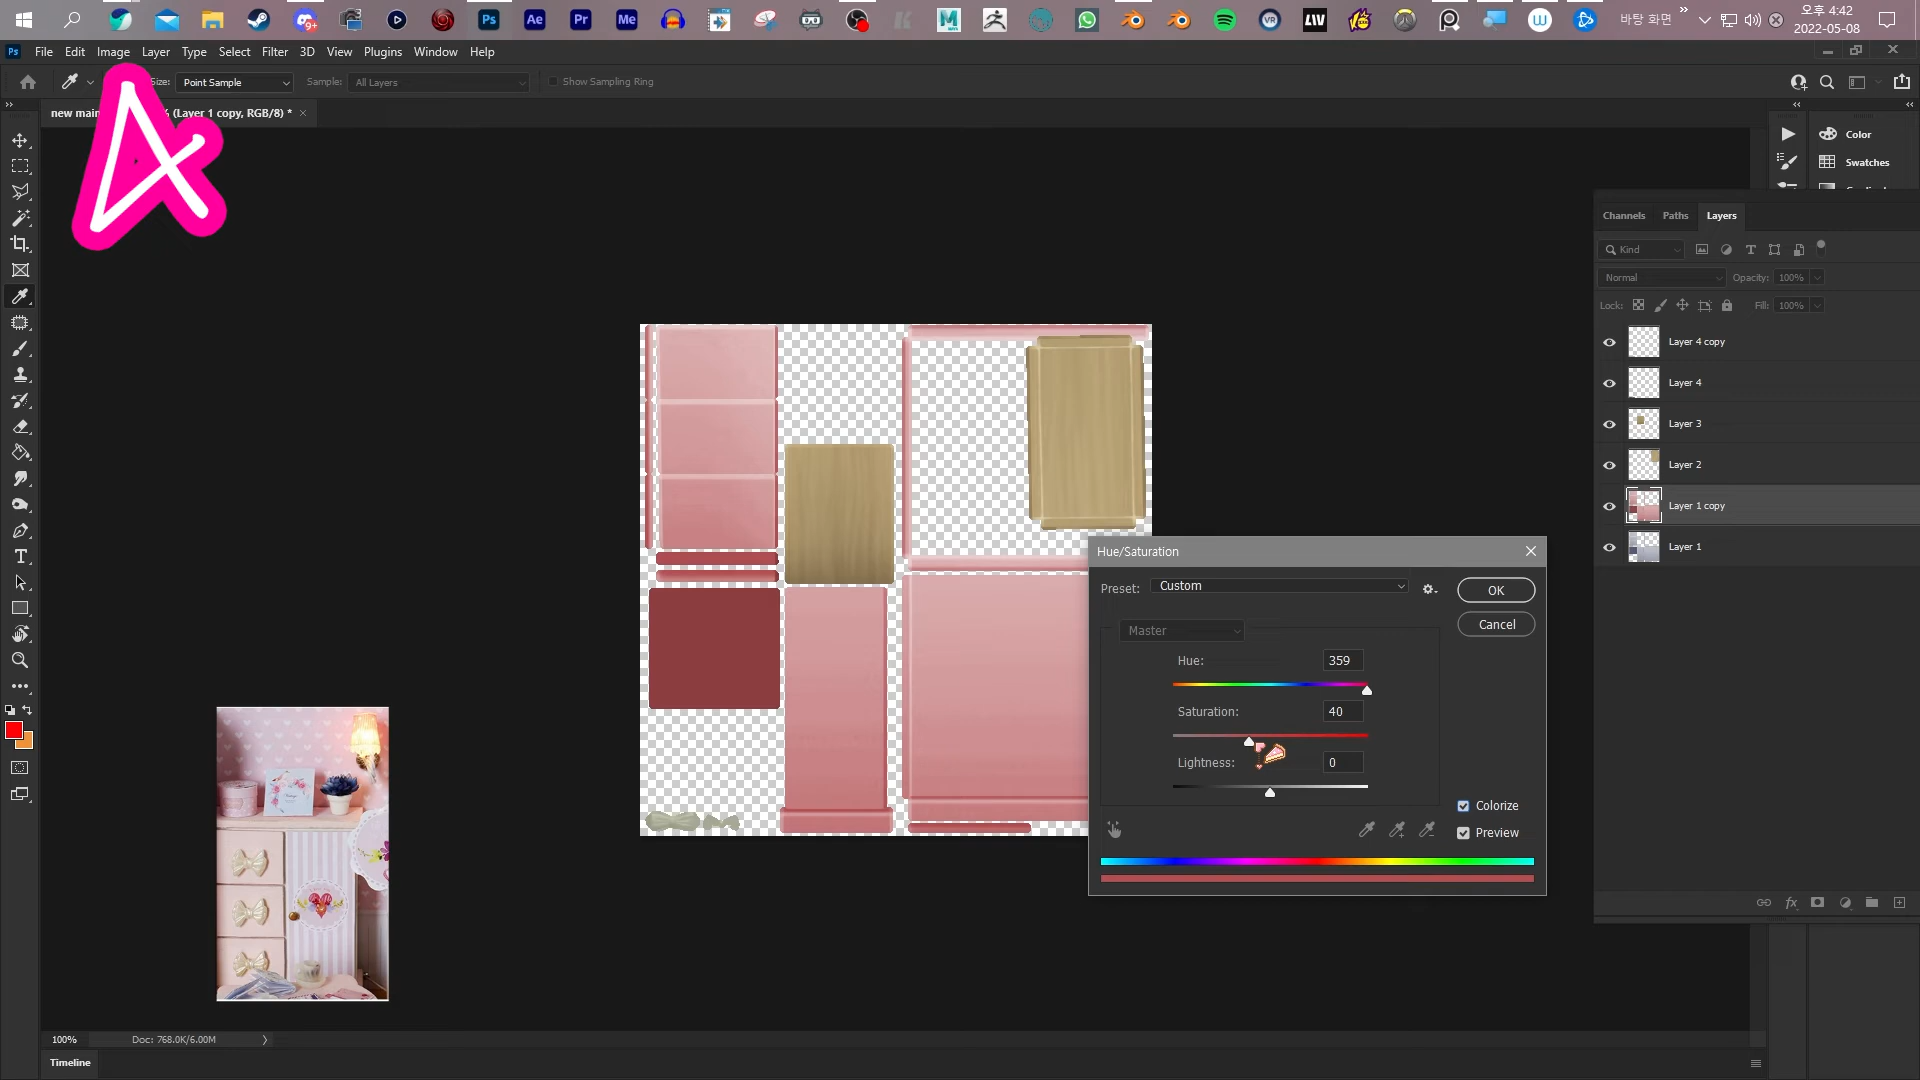 Ps Ae Pr Me
바탕 화면
오후 4:42
2022-05-08
File Edit Image Layer Type Select Filter 3D View Plugins Window Help
Size: Point Sample Sample: All Layers Show Sampling Ring
new main (Layer 1 copy, RGB/8) *
Color
Swatches
Channels Paths Layers
Kind
Normal Opacity: 100%
Lock: Fill: 100%
Layer 4 copy
Layer 4
Layer 3
Layer 2
Layer 1 copy
Layer 1
Hue/Saturation
Preset: Custom
OK
Cancel
Master
Hue: 359
Saturation: 40
Lightness: 0
Colorize
Preview
100% Doc: 768.0K/6.00M
Timeline